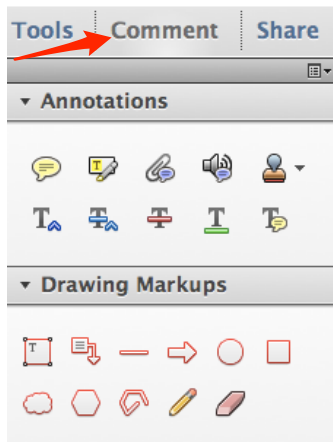 Tools Comment Share
Annotations
T
T T T T T
Drawing Markups
T